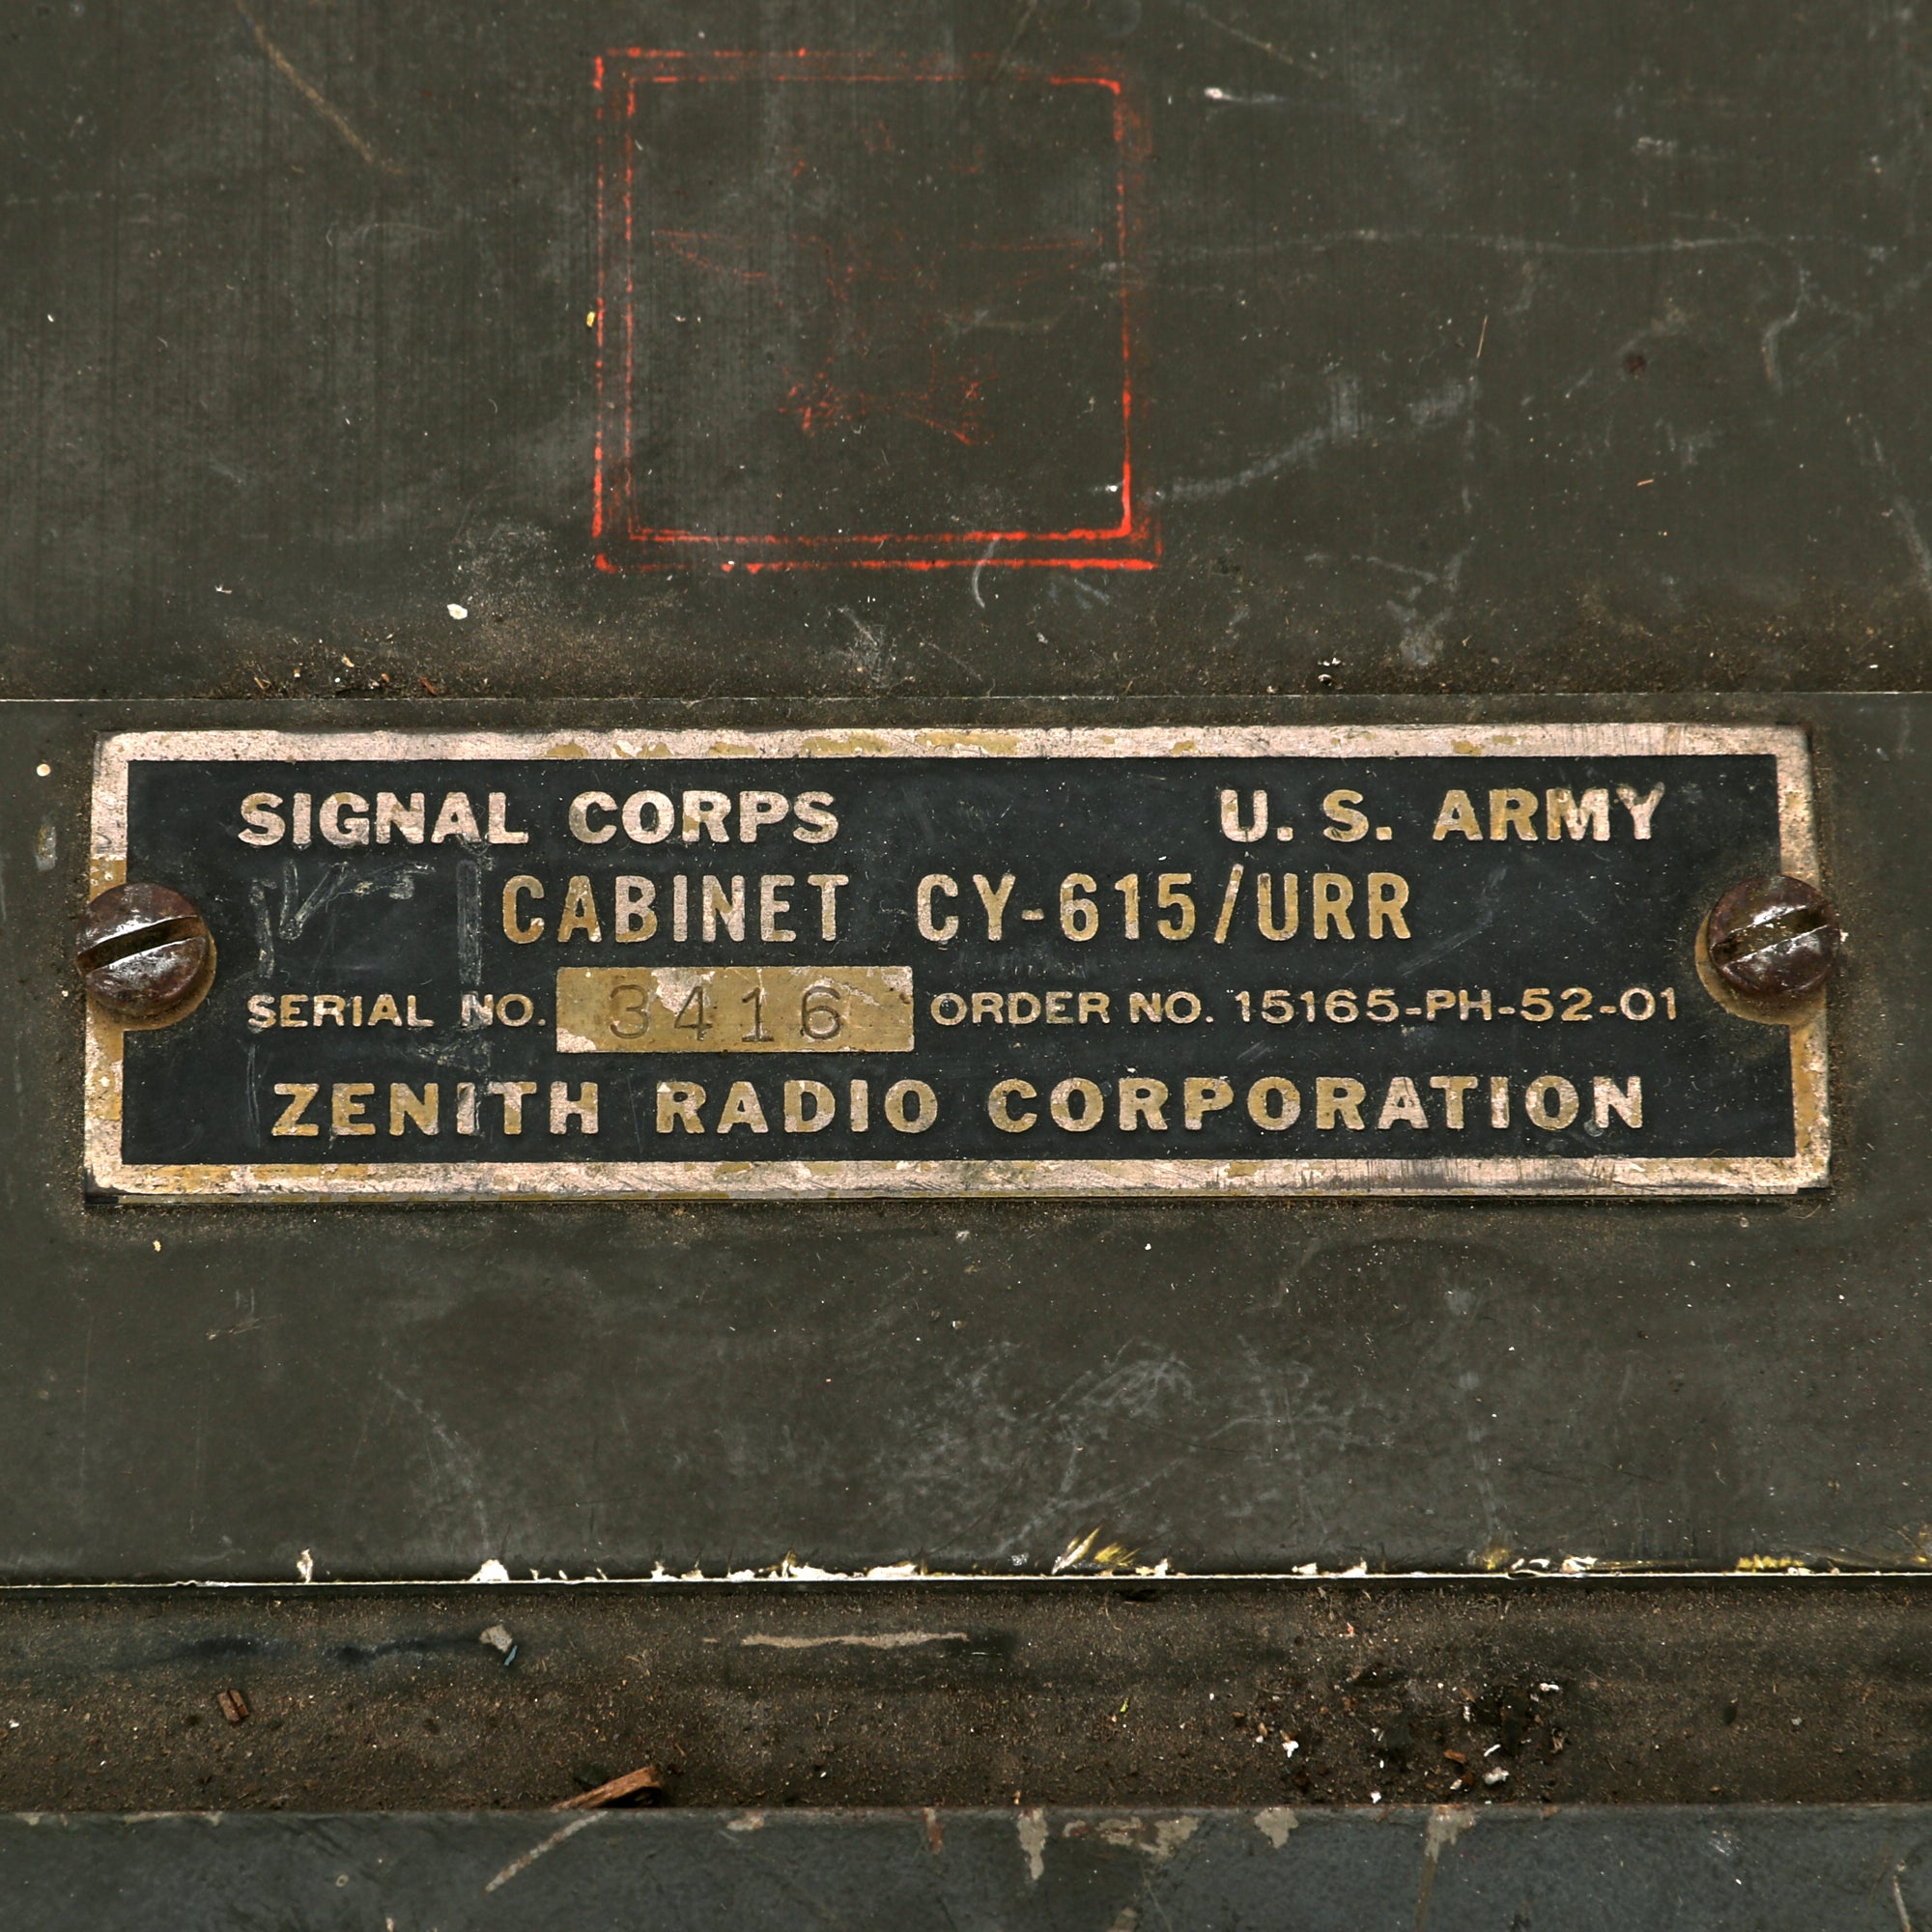 SIGNAL CORPS U. S. ARMY
CABINET CY-615/URR
SERIAL NO. 3416 ORDER NO. 15165-PH-52-01
ZENITH RADIO CORPORATION